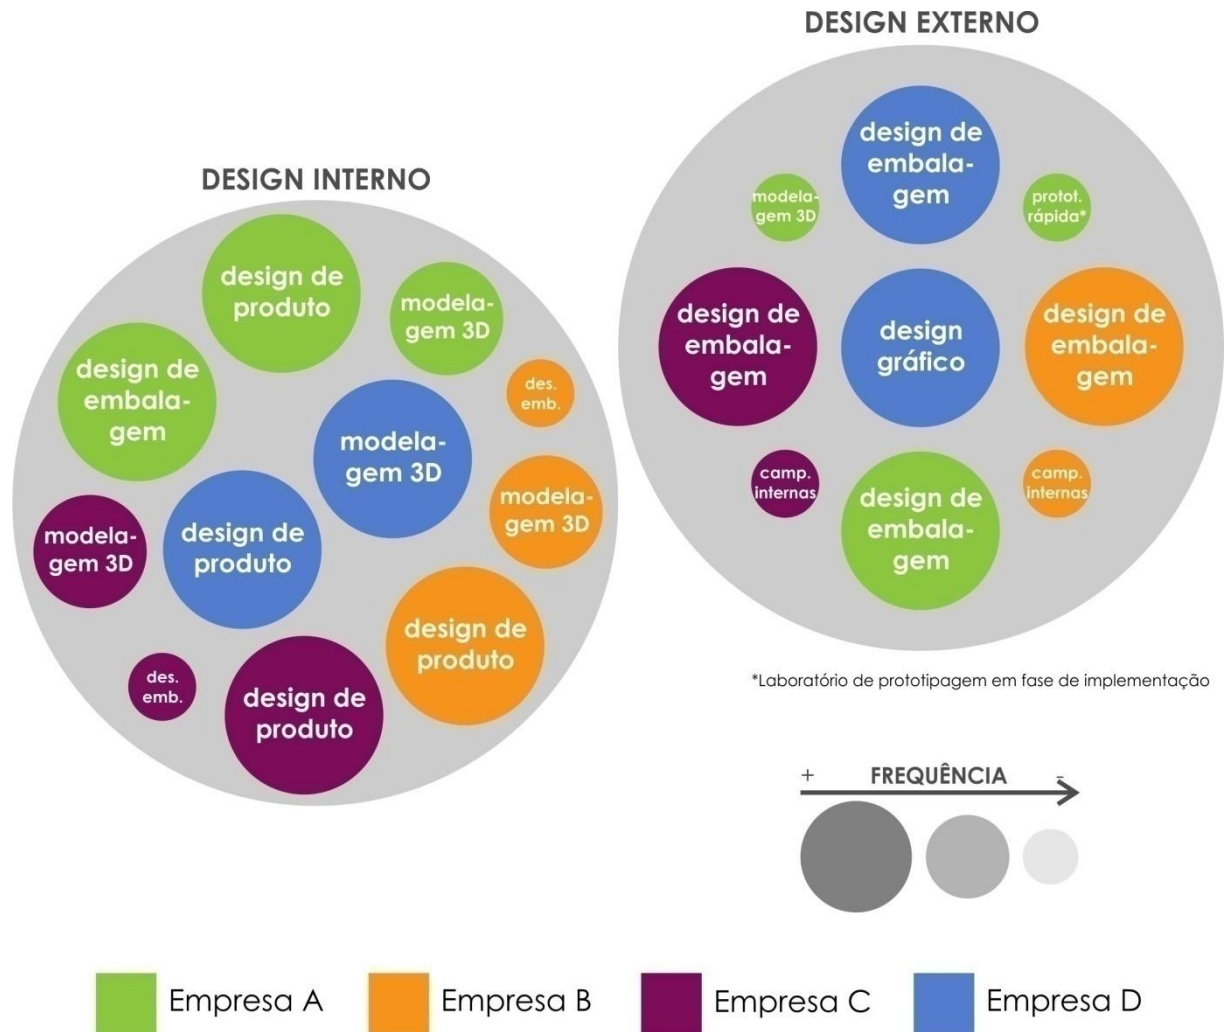 DESIGN EXTERNO
design de
embala-
gem
modela-
gem 3D
protot.
rápida*
design de
embala-
gem
design
gráfico
design de
embala-
gem
camp.
internas
camp.
internas
design de
embala-
gem
*Laboratório de prototipagem em fase de implementação
DESIGN INTERNO
design de
produto
modela-
gem 3D
design de
embala-
gem
des.
emb.
modela-
gem 3D
modela-
gem 3D
modela-
gem 3D
design de
produto
design de
produto
des.
emb.
design de
produto
+ FREQUÊNCIA -
Empresa A
Empresa B
Empresa C
Empresa D